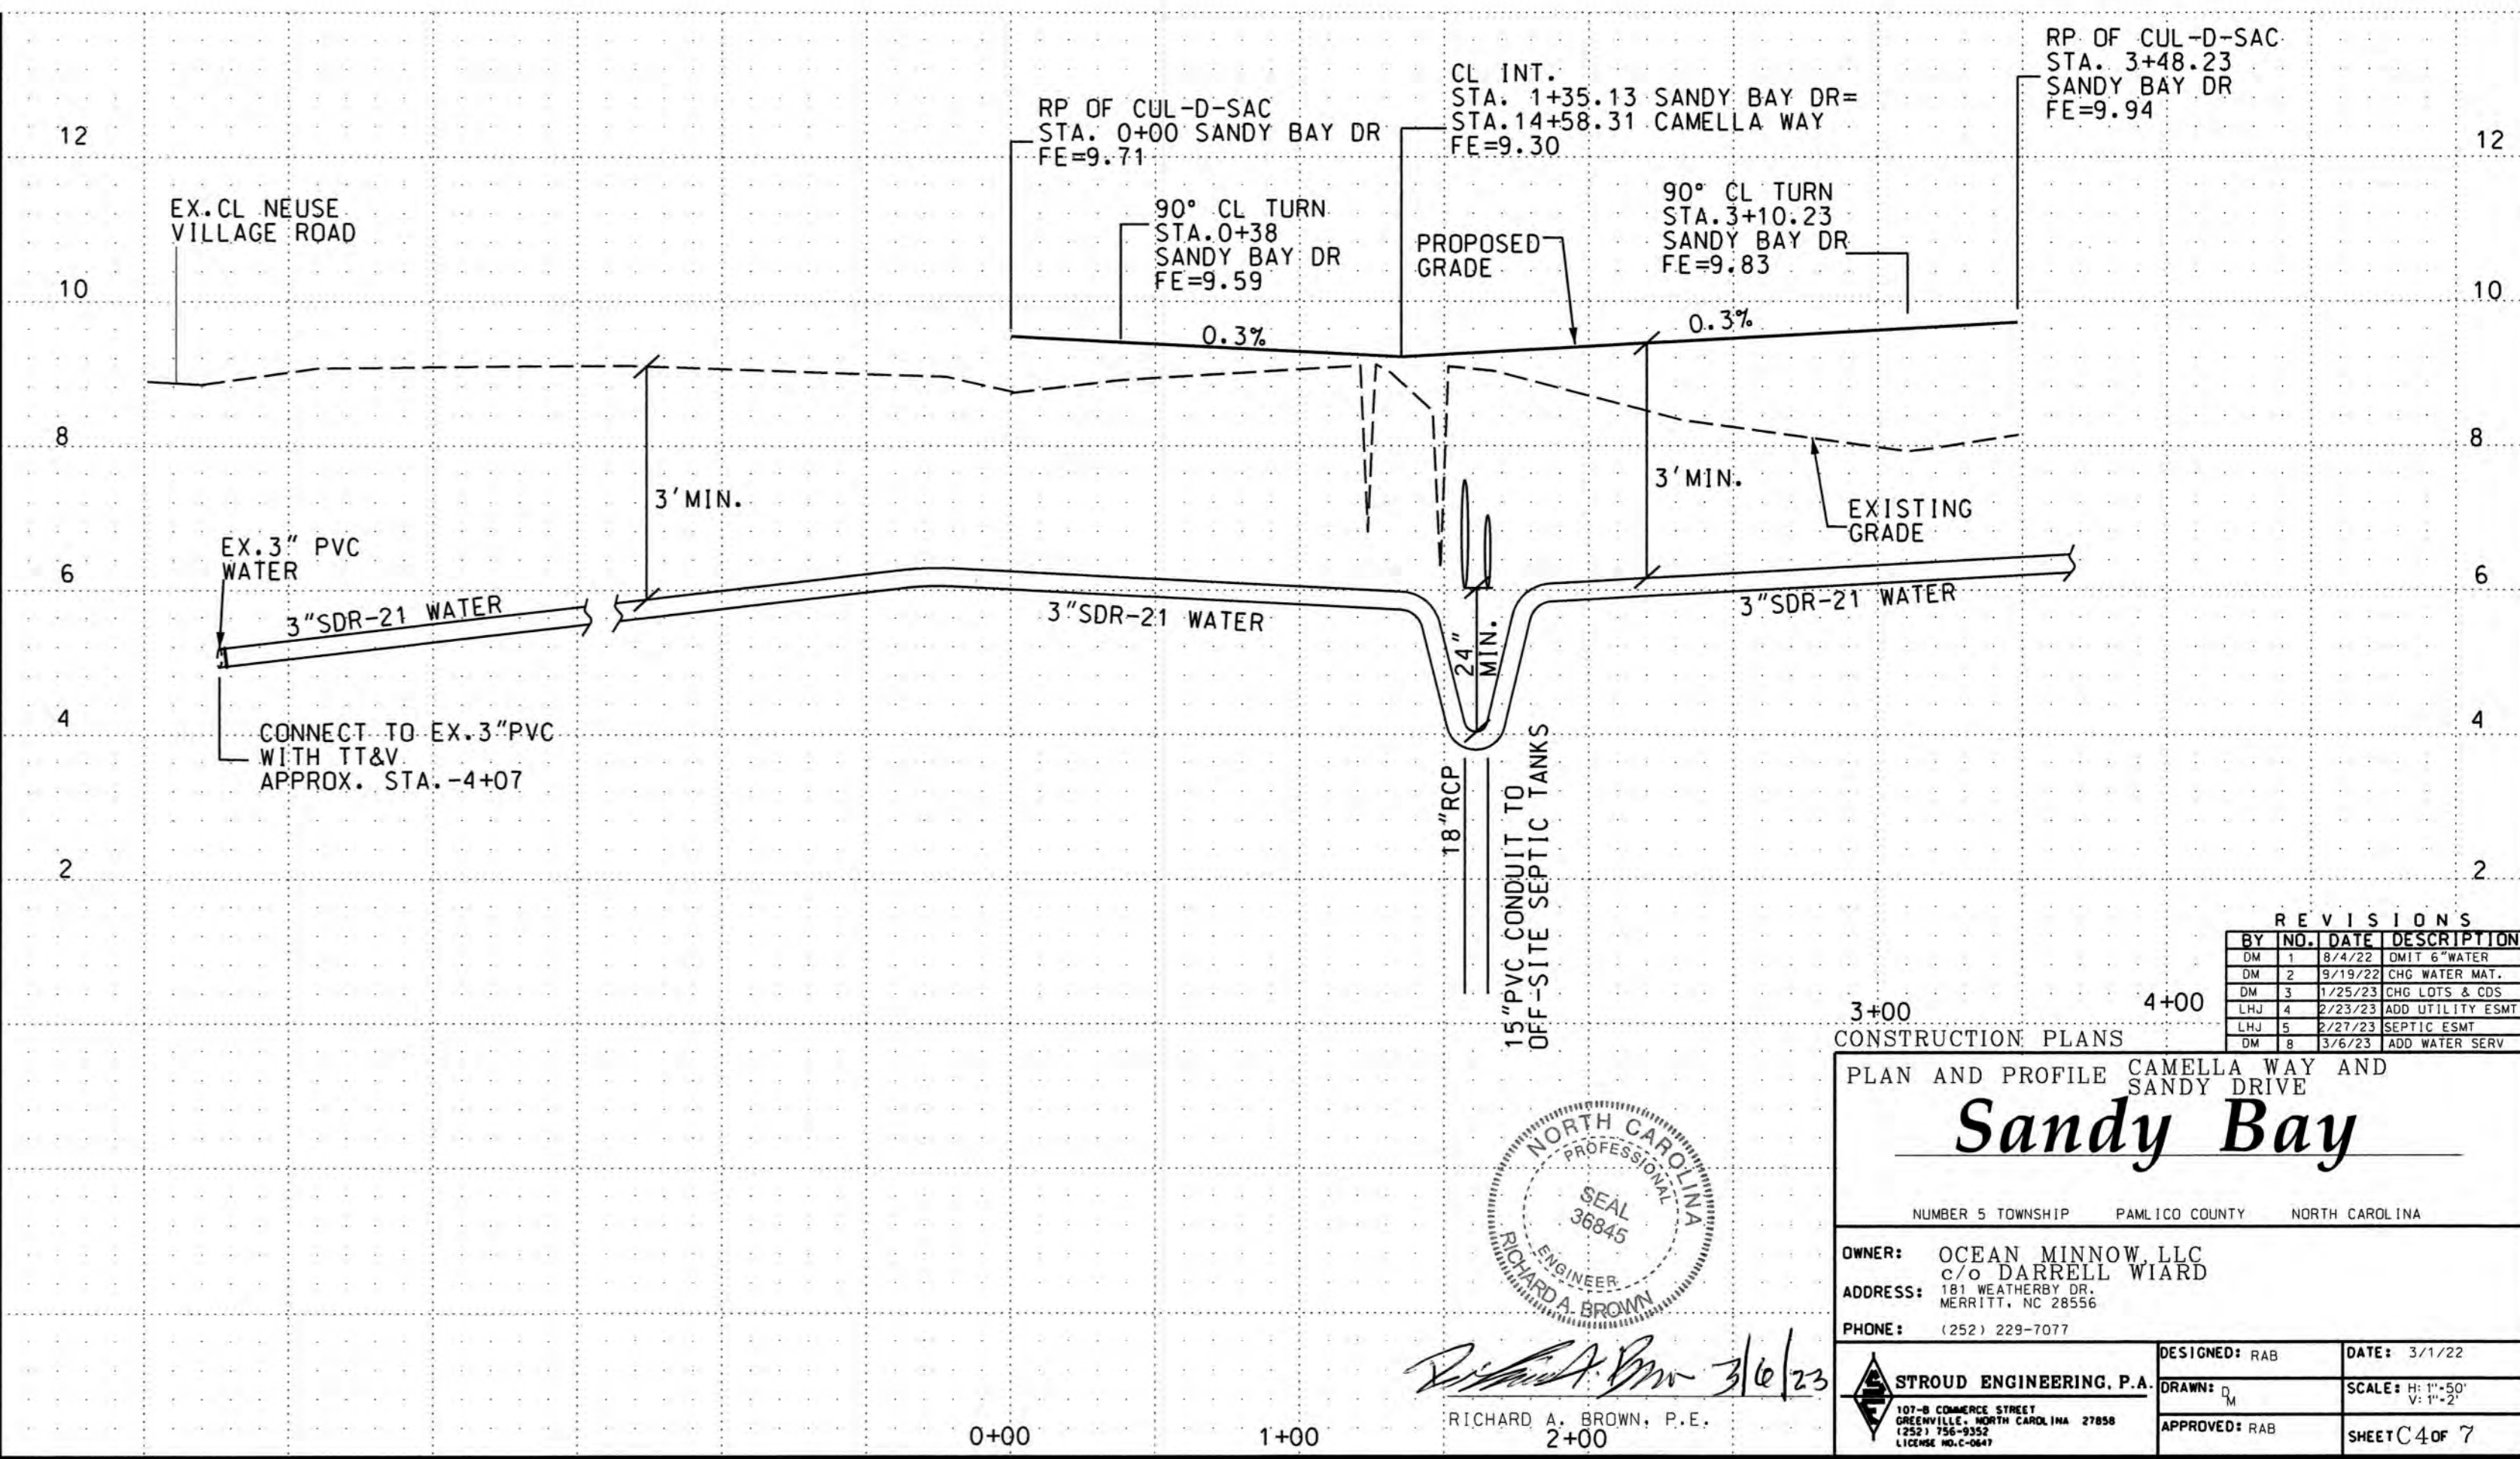 RP OF CUL-D-SAC
STA. 0+00 SANDY BAY DR
FE=9.71
CL INT.
STA. 1+35.13 SANDY BAY DR=
STA.14+58.31 CAMELLA WAY
FE=9.30
RP OF CUL-D-SAC
STA. 3+48.23
SANDY BAY DR
FE=9.94
12
12
EX.CL NEUSE
VILLAGE ROAD
90° CL TURN
STA.0+38
SANDY BAY DR
FE=9.59
PROPOSED
GRADE
90° CL TURN
STA.3+10.23
SANDY BAY DR
FE=9.83
10
10
0.3%
0.3%
8
8
3'MIN.
3'MIN.
EXISTING
GRADE
EX.3" PVC
WATER
6
6
3"SDR-21 WATER
3"SDR-21 WATER
3"SDR-21 WATER
24"
MIN.
4
4
CONNECT TO EX.3"PVC
WITH TT&V
APPROX. STA.-4+07
18"RCP
15"PVC CONDUIT TO
OFF-SITE SEPTIC TANKS
2
2
3+00
4+00
REVISIONS
BY NO. DATE DESCRIPTION
DM 1 8/4/22 OMIT 6"WATER
DM 2 9/19/22 CHG WATER MAT.
DM 3 1/25/23 CHG LOTS & CDS
LHJ 4 2/23/23 ADD UTILITY ESMT
LHJ 5 2/27/23 SEPTIC ESMT
DM 8 3/6/23 ADD WATER SERV
CONSTRUCTION PLANS
PLAN AND PROFILE CAMELLA WAY AND
SANDY DRIVE
Sandy Bay
NUMBER 5 TOWNSHIP PAMLICO COUNTY NORTH CAROLINA
OWNER: OCEAN MINNOW, LLC
c/o DARRELL WIARD
ADDRESS: 181 WEATHERBY DR.
MERRITT, NC 28556
PHONE: (252) 229-7077
STROUD ENGINEERING, P.A.
107-B COMMERCE STREET
GREENVILLE, NORTH CAROLINA 27858
(252) 756-9352
LICENSE NO.C-0647
DESIGNED: RAB
DATE: 3/1/22
DRAWN: DM
SCALE: H: 1"=50'
V: 1"=2'
APPROVED: RAB
SHEET C4 OF 7
NORTH CAROLINA
PROFESSIONAL
SEAL
36845
ENGINEER
RICHARD A. BROWN
3/6/23
RICHARD A. BROWN, P.E.
0+00
1+00
2+00